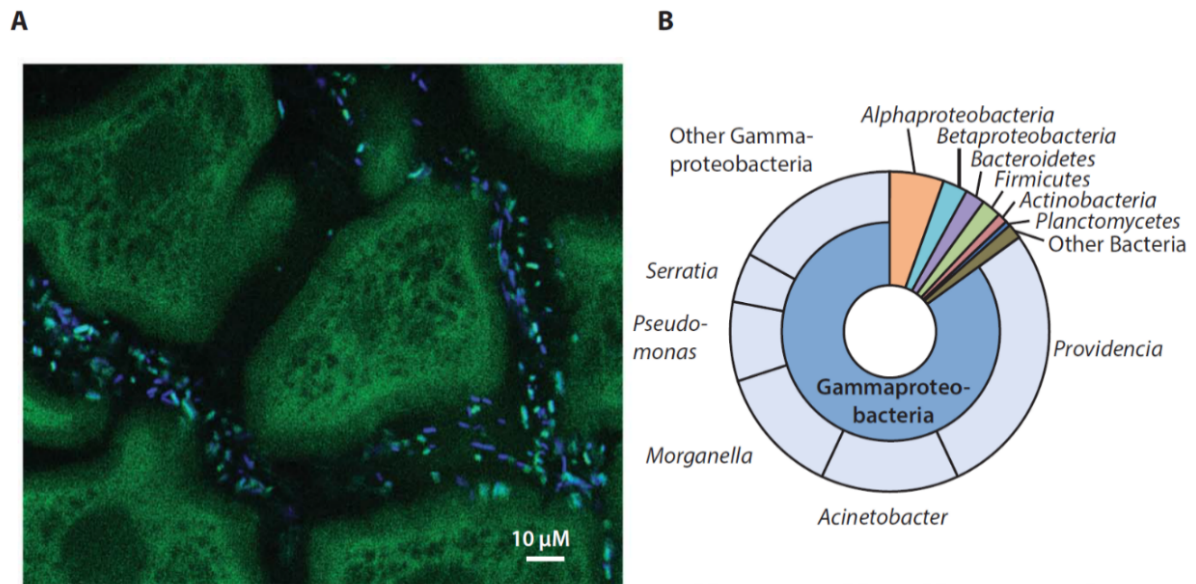 A
B
10 µM
Alphaproteobacteria
Betaproteobacteria
Bacteroidetes
Firmicutes
Actinobacteria
Planctomycetes
Other Bacteria
Other Gamma-
proteobacteria
Serratia
Pseudo-
monas
Morganella
Acinetobacter
Providencia
Gammaproteo-
bacteria